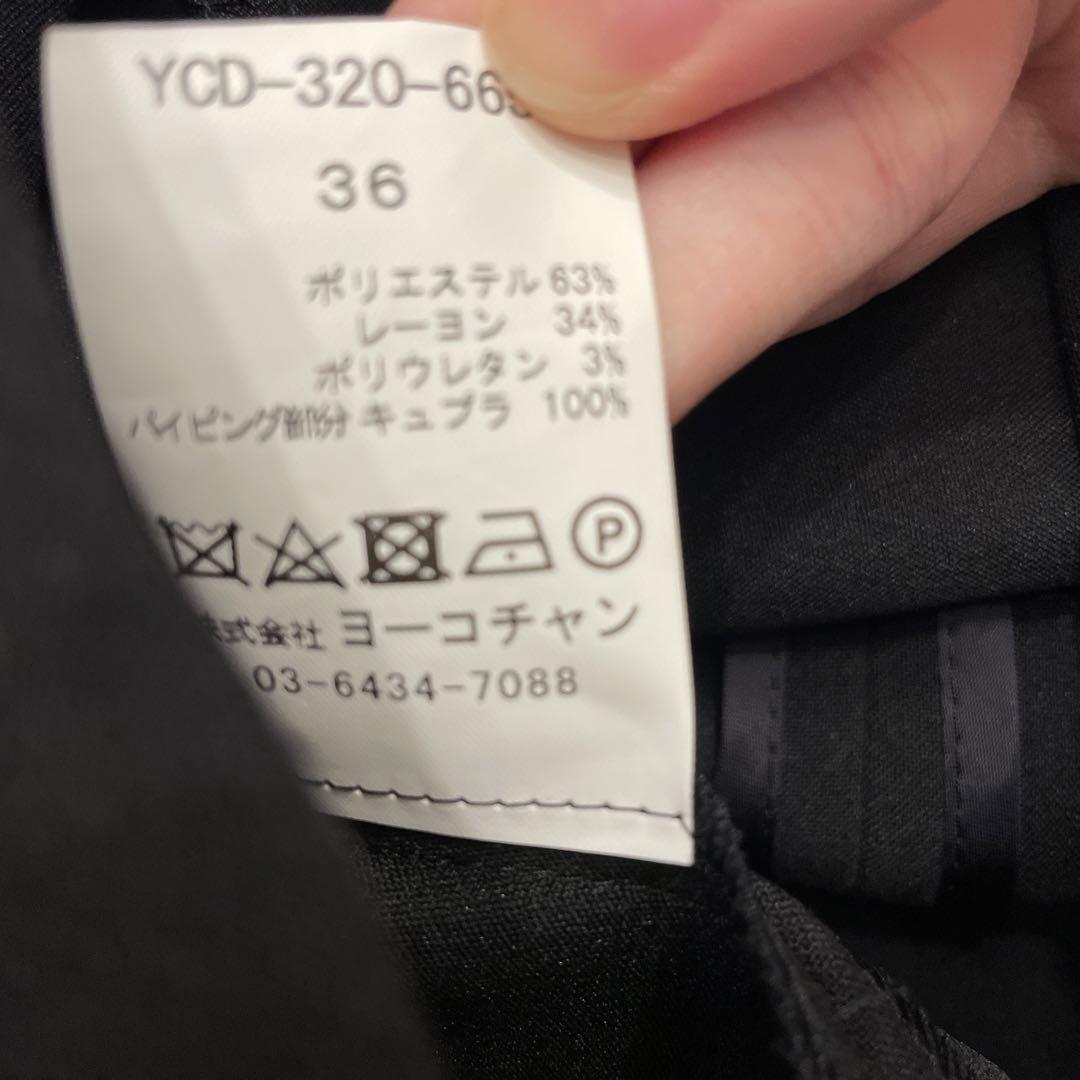 YCD-320-66
36
ポリエステル 63%
レーヨン 34%
ポリウレタン 3%
パイピング部分 キュプラ 100%
P
株式会社 ヨーコチャン
03-6434-7088